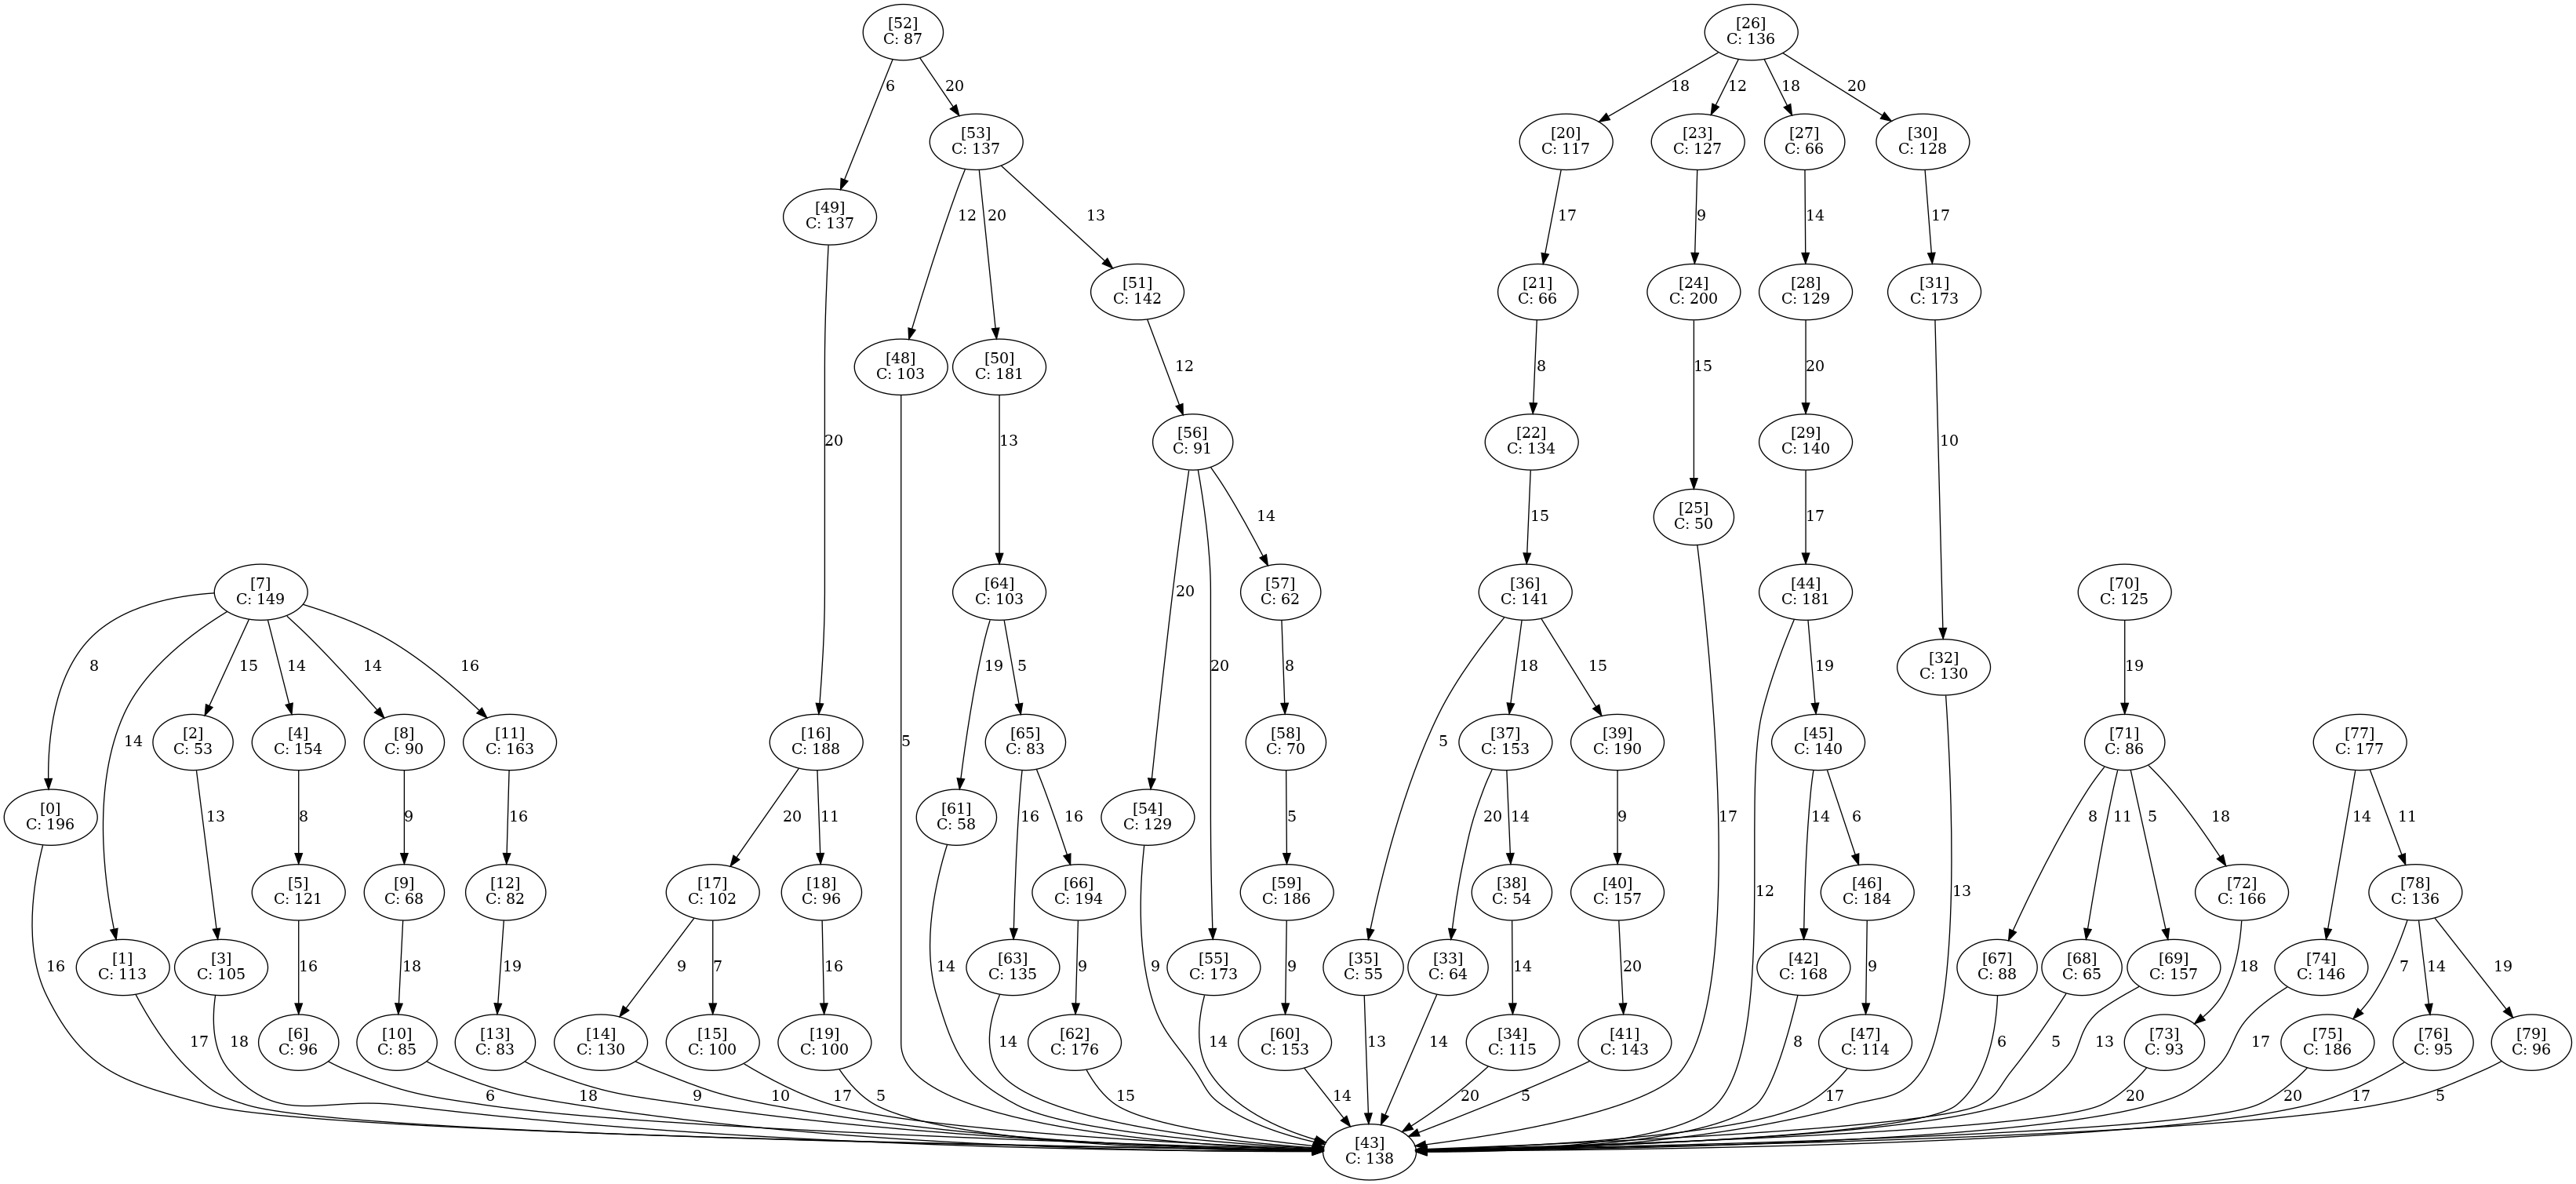 [52]
C: 87
[26]
C: 136
6
20
18
12
18
20
[53]
C: 137
[20]
C: 117
[23]
C: 127
[27]
C: 66
[30]
C: 128
[49]
C: 137
12
20
13
17
9
14
17
[51]
C: 142
[21]
C: 66
[24]
C: 200
[28]
C: 129
[31]
C: 173
[48]
C: 103
[50]
C: 181
12
8
15
20
20
13
10
[56]
C: 91
[22]
C: 134
[29]
C: 140
[25]
C: 50
14
15
17
[7]
C: 149
[64]
C: 103
[57]
C: 62
[36]
C: 141
[44]
C: 181
[70]
C: 125
20
8
15
14
14
16
19
5
20
8
18
15
19
19
[32]
C: 130
14
[2]
C: 53
[4]
C: 154
[8]
C: 90
[11]
C: 163
[16]
C: 188
5
[65]
C: 83
[58]
C: 70
5
[37]
C: 153
[39]
C: 190
[45]
C: 140
[71]
C: 86
[77]
C: 177
[0]
C: 196
13
8
9
16
20
11
[61]
C: 58
16
16
[54]
C: 129
5
20
14
9
17
14
6
8
11
5
18
14
11
[5]
C: 121
[9]
C: 68
[12]
C: 82
[17]
C: 102
[18]
C: 96
[66]
C: 194
[59]
C: 186
[38]
C: 54
[40]
C: 157
12
[46]
C: 184
13
[72]
C: 166
[78]
C: 136
16
[1]
C: 113
[3]
C: 105
16
18
19
9
7
16
14
[63]
C: 135
9
9
[55]
C: 173
9
[35]
C: 55
[33]
C: 64
14
20
[42]
C: 168
9
[67]
C: 88
[68]
C: 65
[69]
C: 157
18
[74]
C: 146
7
14
19
17
18
[6]
C: 96
[10]
C: 85
[13]
C: 83
[14]
C: 130
[15]
C: 100
[19]
C: 100
14
[62]
C: 176
14
[60]
C: 153
13
14
[34]
C: 115
[41]
C: 143
8
[47]
C: 114
6
5
13
[73]
C: 93
17
[75]
C: 186
[76]
C: 95
[79]
C: 96
6
18
9
10
17
5
15
14
20
5
17
20
20
17
5
[43]
C: 138